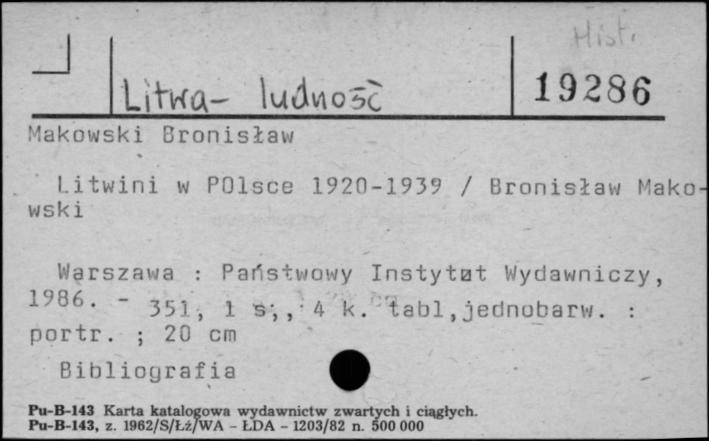 Hist.
Litwa- ludność
19286
Makowski Bronisław
Litwini w POlsce 1920-1939 / Bronisław Mako-
wski
Warszawa : Państwowy Instytut Wydawniczy,
1986. - 351, 1 s,, 4 k. tabl,jednobarw. :
portr. ; 20 cm
Bibliografia
Pu-B-143 Karta katalogowa wydawnictw zwartych i ciągłych.
Pu-B-143, z. 1962/S/Łź/WA - ŁDA - 1203/82 n. 500 000